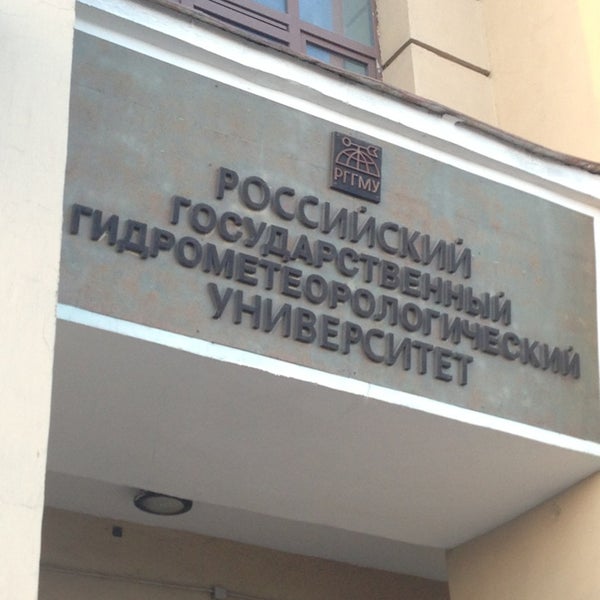 РГГМУ
РОССИЙСКИЙ
ГОСУДАРСТВЕННЫЙ
ГИДРОМЕТЕОРОЛОГИЧЕСКИЙ
УНИВЕРСИТЕТ